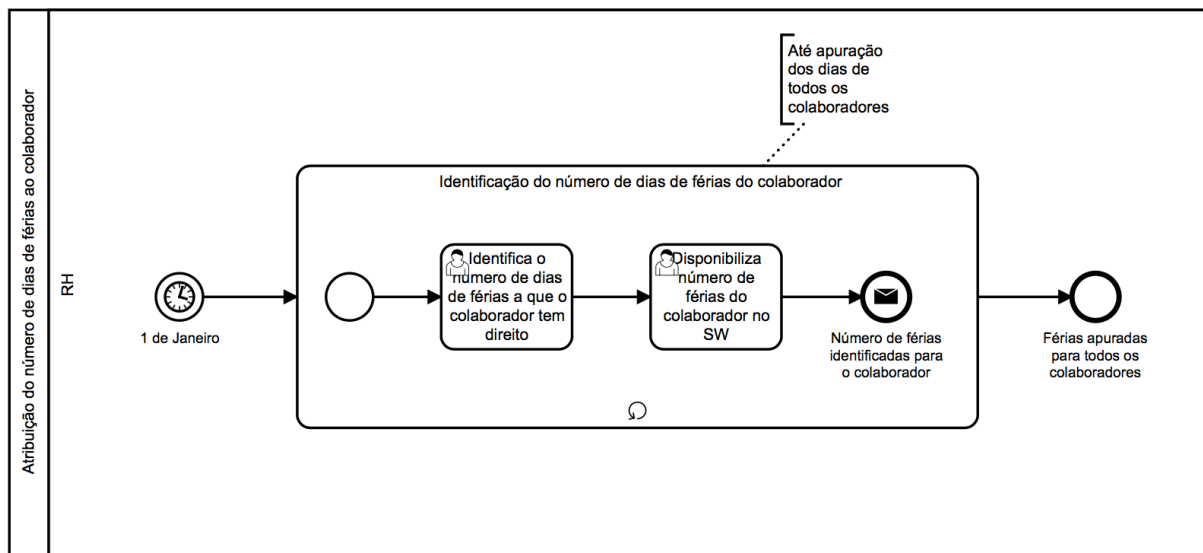 Atribuição do número de dias de férias ao colaborador
RH
1 de Janeiro
Até apuração
dos dias de
todos os
colaboradores
Identificação do número de dias de férias do colaborador
Identifica o
número de dias
de férias a que o
colaborador tem
direito
Disponibiliza
número de
férias do
colaborador no
SW
Número de férias
identificadas para
o colaborador
Férias apuradas
para todos os
colaboradores